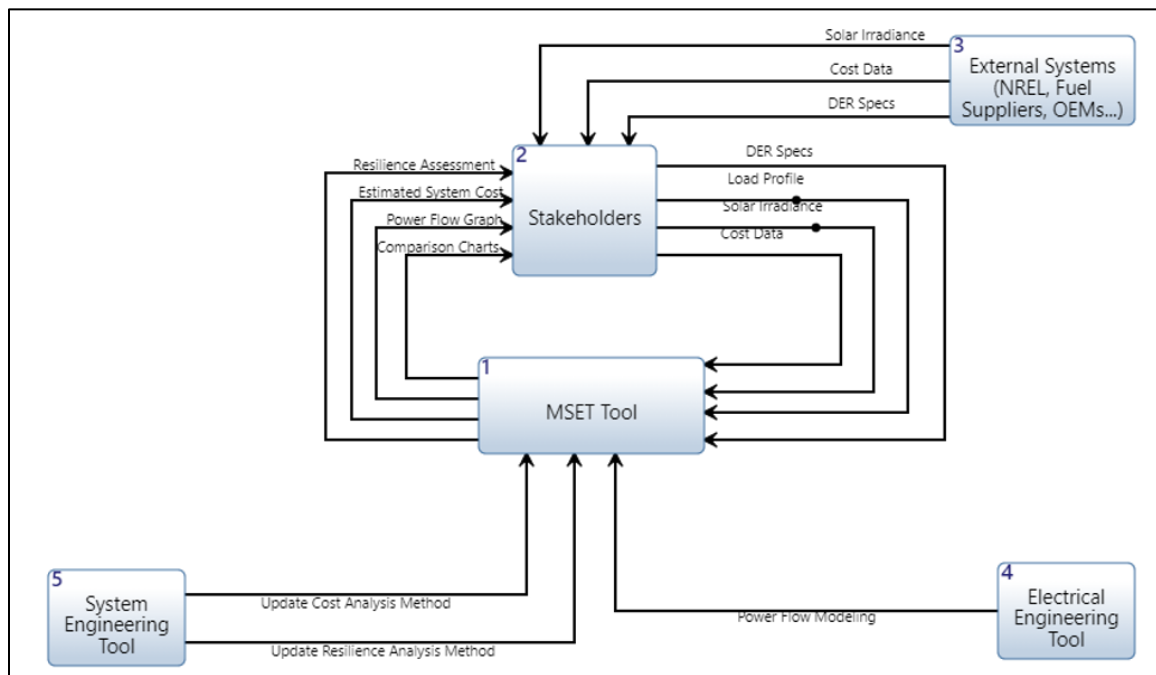 Solar Irradiance
3
External Systems
(NREL, Fuel
Suppliers, OEMs...)
Cost Data
DER Specs
2
Stakeholders
Resilience Assessment
Estimated System Cost
Power Flow Graph
Comparison Charts
DER Specs
Load Profile
Solar Irradiance
Cost Data
1
MSET Tool
5
System
Engineering
Tool
Update Cost Analysis Method
Update Resilience Analysis Method
4
Electrical
Engineering
Tool
Power Flow Modeling